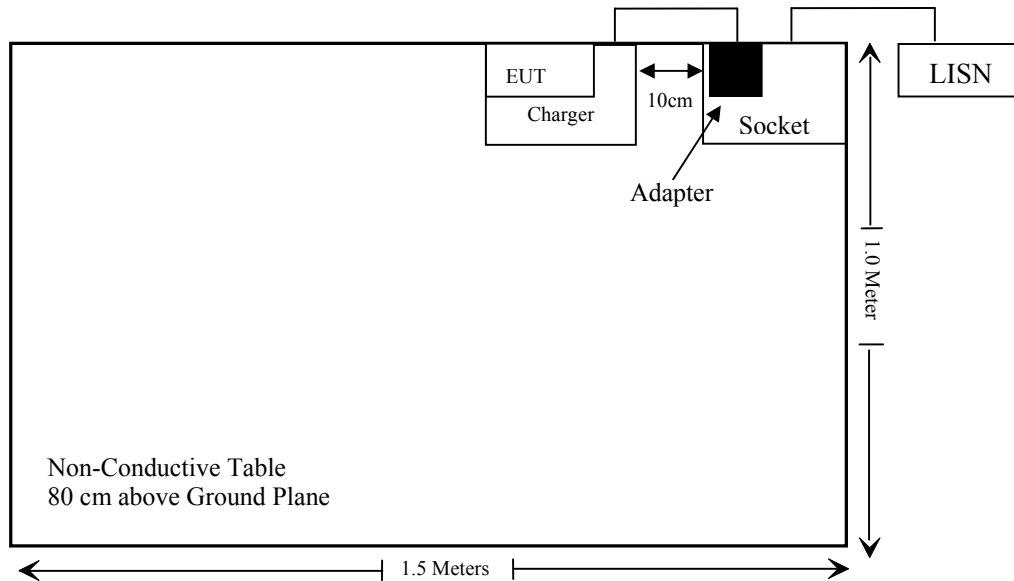 EUT
Charger
10cm
Socket
LISN
Adapter
1.0 Meter
Non-Conductive Table
80 cm above Ground Plane
1.5 Meters